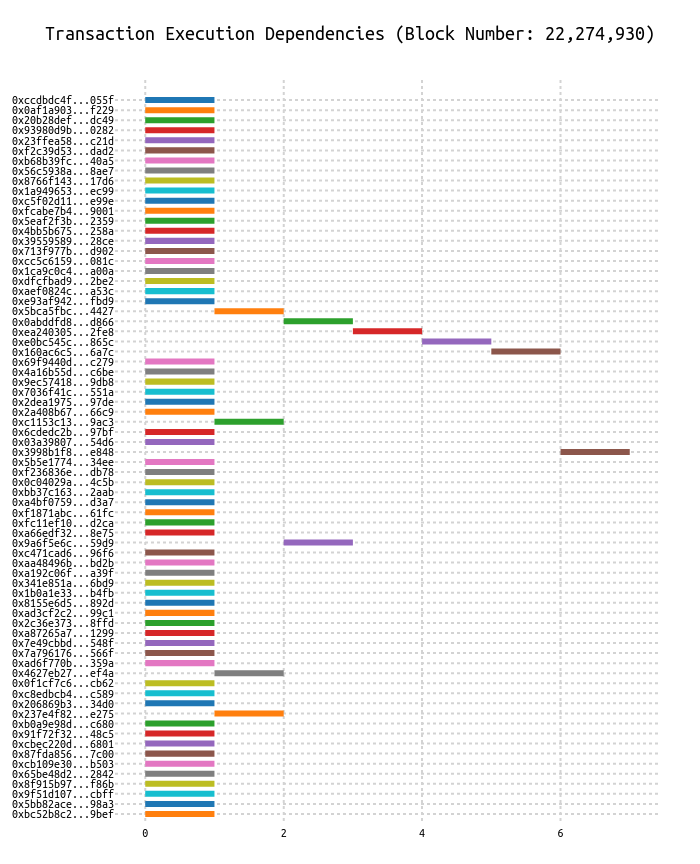 Transaction Execution Dependencies (Block Number: 22,274,930)
0xccdbdc4f...055f
0x0af1a903...f229
0x20b28def...dc49
0x93980d9b...0282
0x23ffea58...c21d
0xf2c39d53...dad2
0xb68b39fc...40a5
0x56c5938a...8ae7
0x8766f143...17d6
0x1a949653...ec99
0xc5f02d11...e99e
0xfcabe7b4...9001
0x5eaf2f3b...2359
0x4bb5b675...258a
0x39559589...28ce
0x713f977b...d902
0xcc5c6159...081c
0x1ca9c0c4...a00a
0xdfcfbad9...2be2
0xaef0824c...a53c
0xe93af942...fbd9
0x5bca5fbc...4427
0x0abddfd8...d866
0xea240305...2fe8
0xe0bc545c...865c
0x160ac6c5...6a7c
0x69f9440d...c279
0x4a16b55d...c6be
0x9ec57418...9db8
0x7036f41c...551a
0x2dea1975...97de
0x2a408b67...66c9
0xc1153c13...9ac3
0x6cdedc2b...97bf
0x03a39807...54d6
0x3998b1f8...e848
0x5b5e1774...34ee
0xf236836e...db78
0x0c04029a...4c5b
0xbb37c163...2aab
0xa4bf0759...d3a7
0xf1871abc...61fc
0xfc11ef10...d2ca
0xa66edf32...8e75
0x9a6f5e6c...59d9
0xc471cad6...96f6
0xaa48496b...bd2b
0xa192c06f...a39f
0x341e851a...6bd9
0x1b0a1e33...b4fb
0x8155e6d5...892d
0xad3cf2c2...99c1
0x2c36e373...8ffd
0xa87265a7...1299
0x7e49cbbd...548f
0x7a796176...566f
0xad6f770b...359a
0x4627eb27...ef4a
0x0f1cf7c6...cb62
0xc8edbcb4...c589
0x206869b3...34d0
0x237e4f82...e275
0xb0a9e98d...c680
0x91f72f32...48c5
0xcbec220d...6801
0x87fda856...7c00
0xcb109e30...b503
0x65be48d2...2842
0x8f915b97...f86b
0x9f51d107...cbff
0x5bb82ace...98a3
0xbc52b8c2...9bef
0 2 4 6